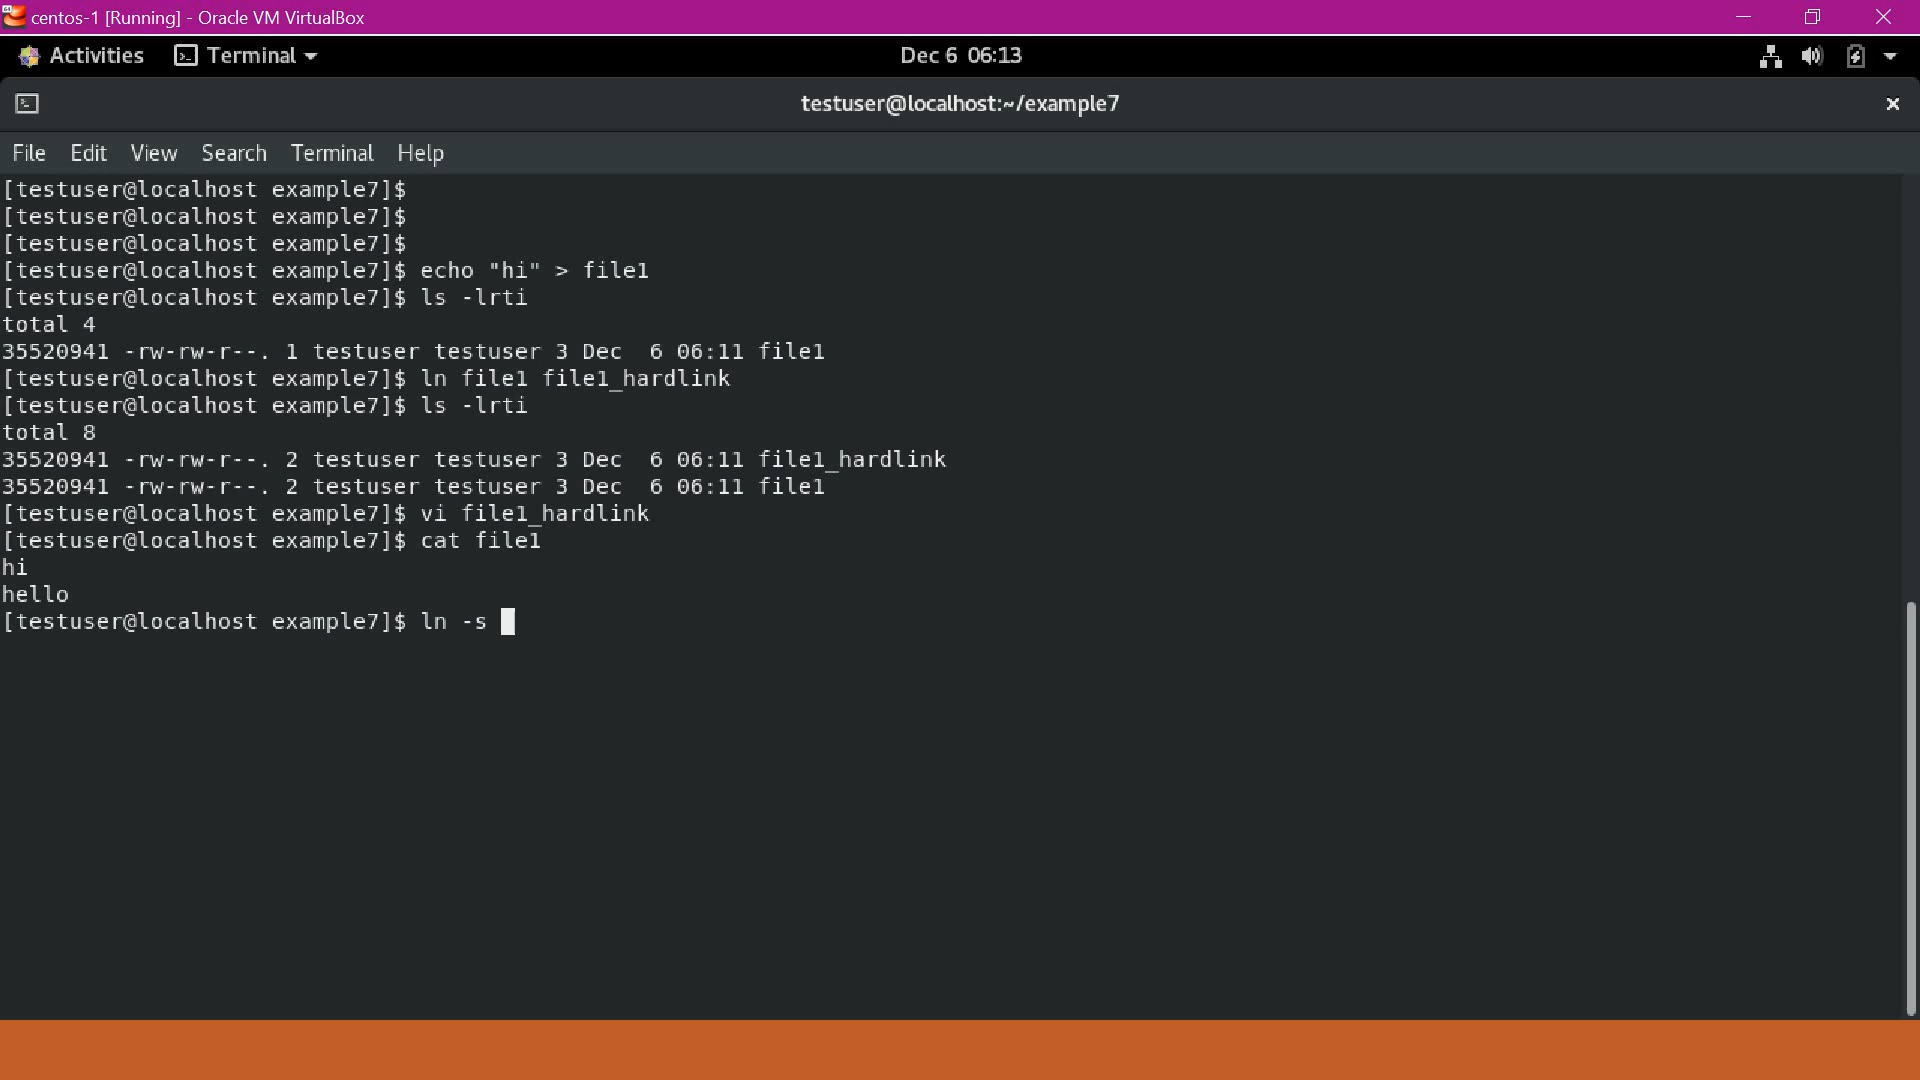 centos-1 [Running] - Oracle VM VirtualBox
Activities Terminal Dec 6 06:13
testuser@localhost:~/example7
File Edit View Search Terminal Help
[testuser@localhost example7]$
[testuser@localhost example7]$
[testuser@localhost example7]$
[testuser@localhost example7]$ echo "hi" > file1
[testuser@localhost example7]$ ls -lrti
total 4
35520941 -rw-rw-r--. 1 testuser testuser 3 Dec  6 06:11 file1
[testuser@localhost example7]$ ln file1 file1_hardlink
[testuser@localhost example7]$ ls -lrti
total 8
35520941 -rw-rw-r--. 2 testuser testuser 3 Dec  6 06:11 file1_hardlink
35520941 -rw-rw-r--. 2 testuser testuser 3 Dec  6 06:11 file1
[testuser@localhost example7]$ vi file1_hardlink
[testuser@localhost example7]$ cat file1
hi
hello
[testuser@localhost example7]$ ln -s